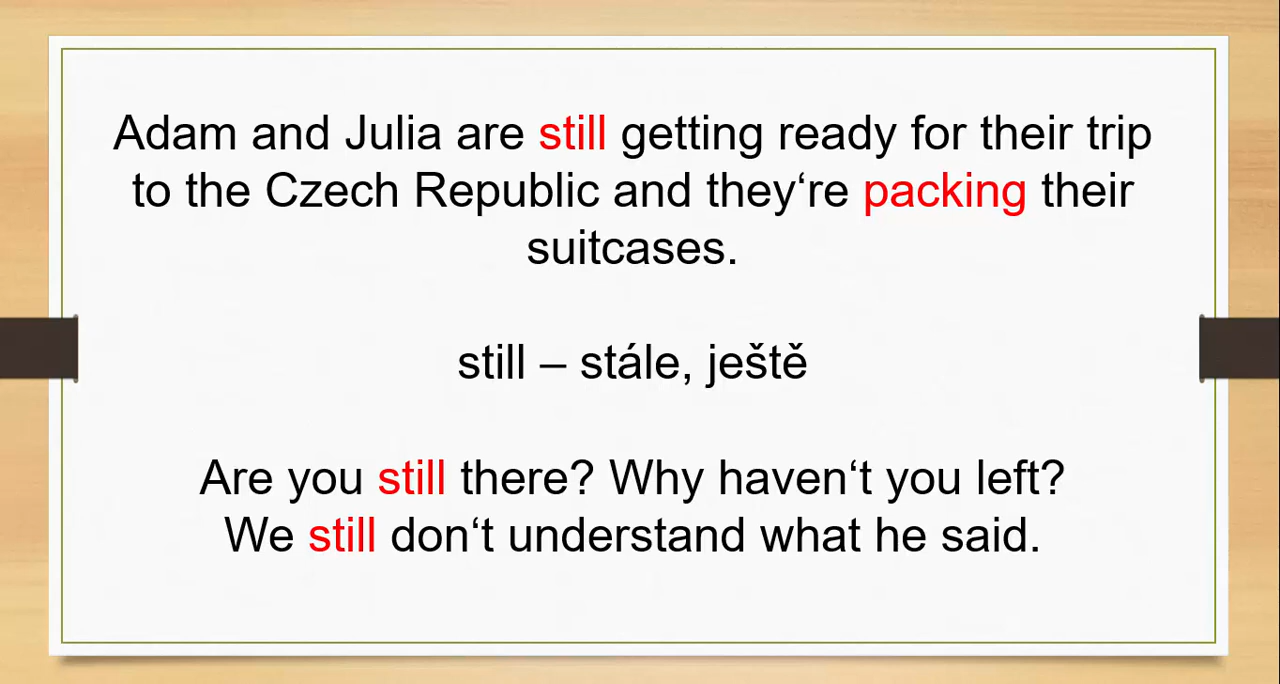 Adam and Julia are still getting ready for their trip
to the Czech Republic and they‘re packing their
suitcases.
still – stále, ještě
Are you still there? Why haven‘t you left?
We still don‘t understand what he said.